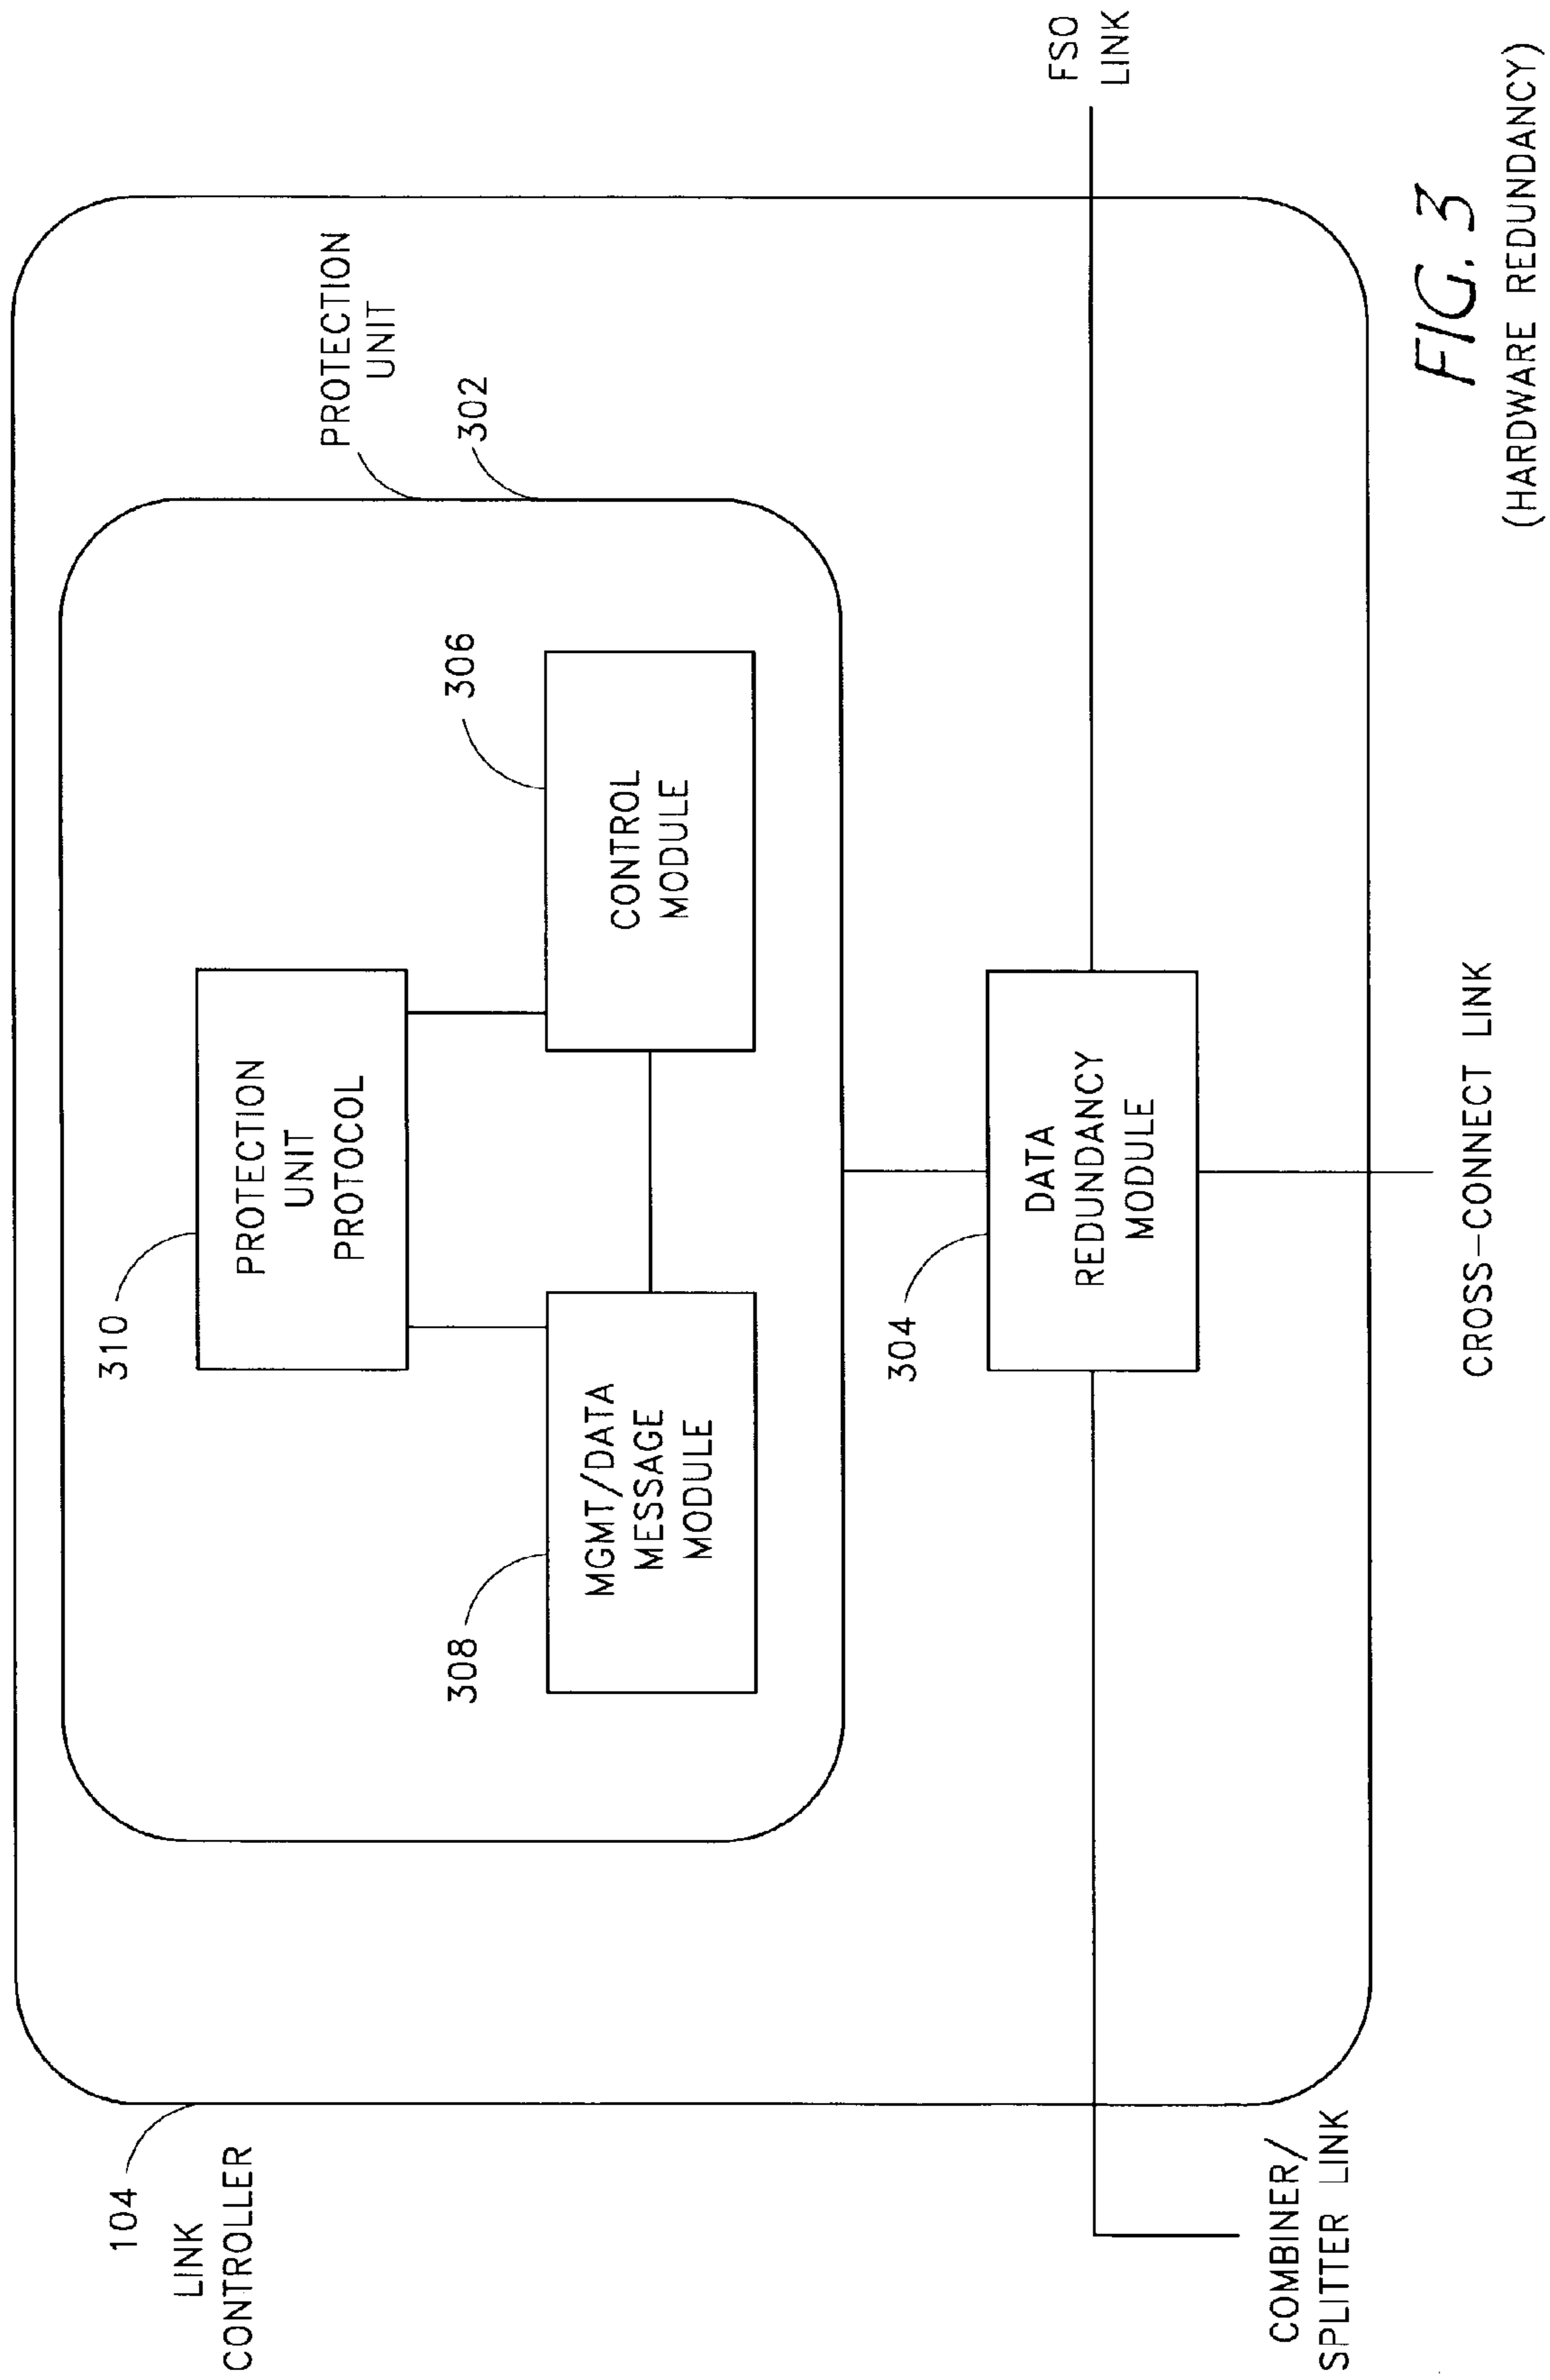 104
LINK
CONTROLLER
PROTECTION
UNIT
302
310
PROTECTION
UNIT
PROTOCOL
308
MGMT/DATA
MESSAGE
MODULE
306
CONTROL
MODULE
304
DATA
REDUNDANCY
MODULE
FSO
LINK
COMBINER/
SPLITTER LINK
CROSS-CONNECT LINK
FIG. 3
(HARDWARE REDUNDANCY)